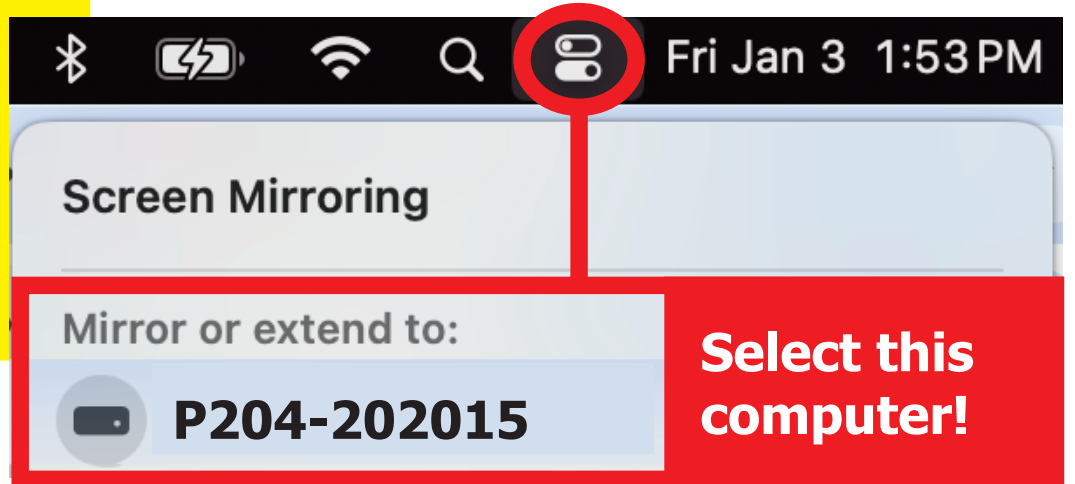 Fri Jan 3 1:53 PM
Screen Mirroring
Mirror or extend to:
P204-202015
Select this
computer!